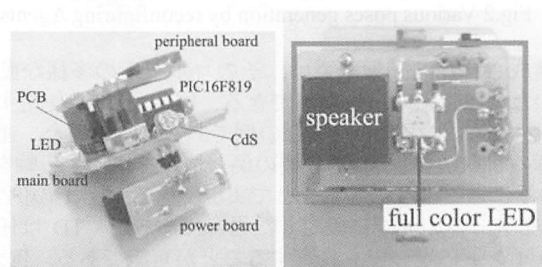 peripheral board
PCB
PIC16F819
LED
CdS
main board
power board
speaker
full color LED